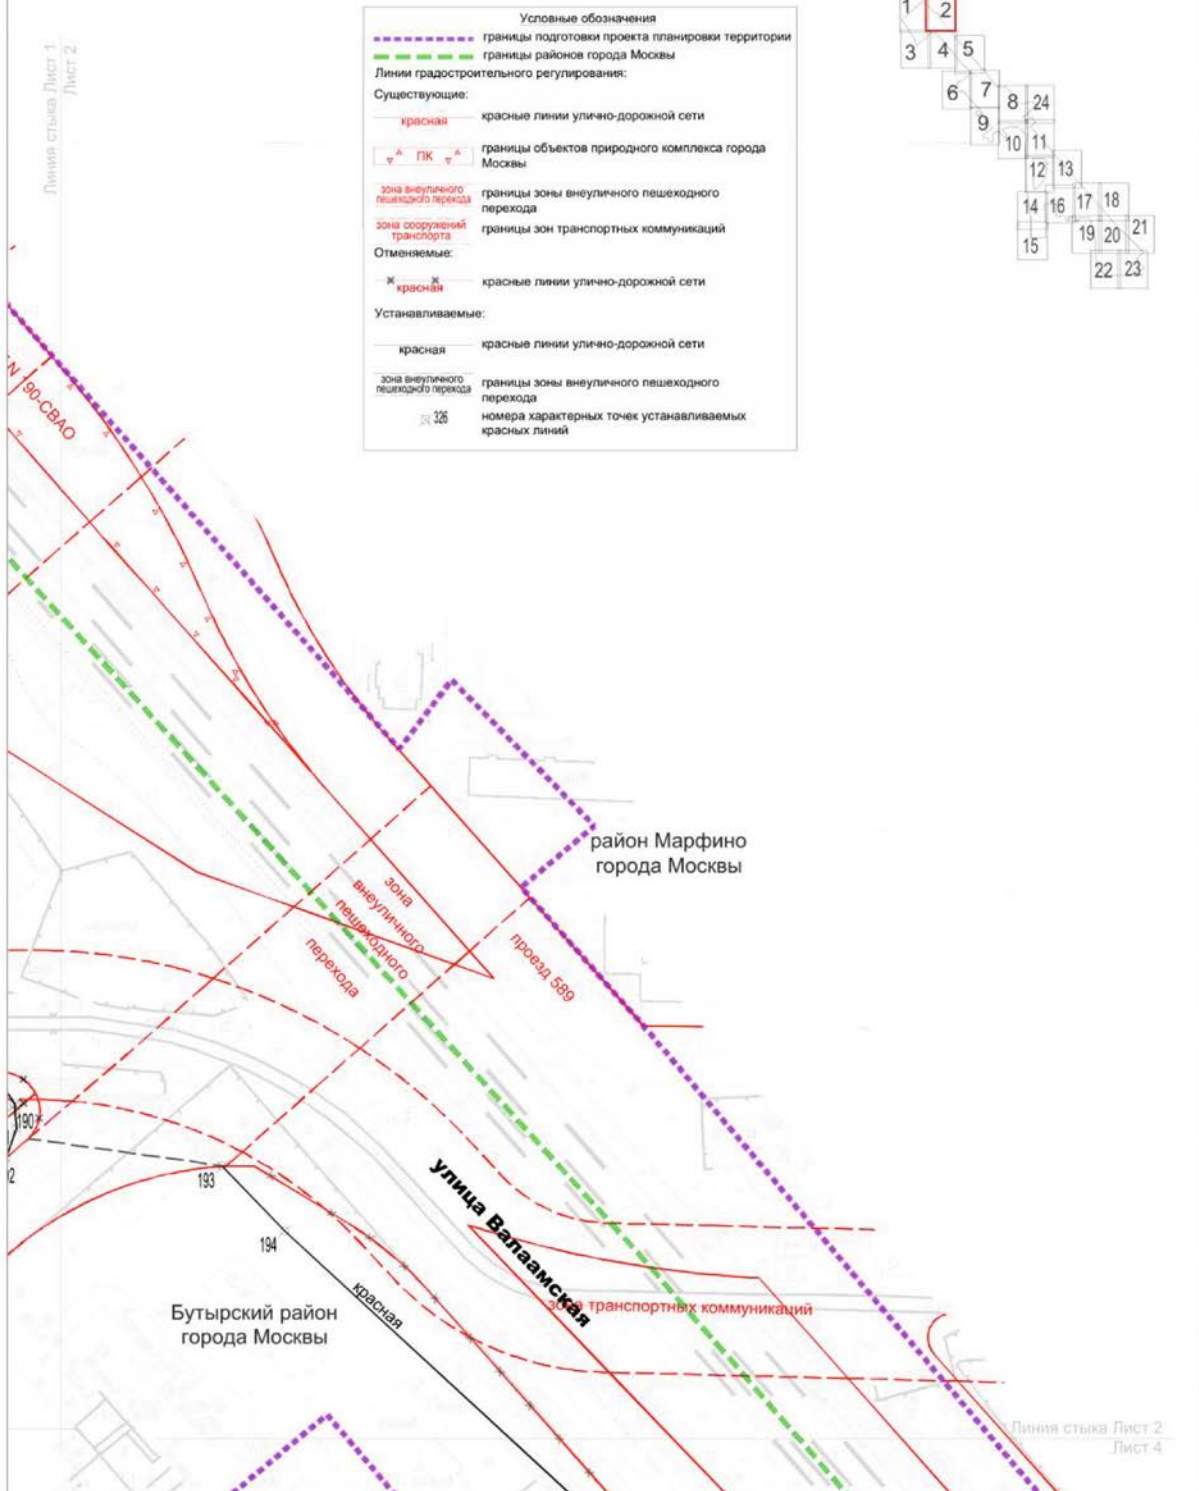 Условные обозначения
границы подготовки проекта планировки территории
границы районов города Москвы
Линии градостроительного регулирования:
Существующие:
красная
красные линии улично-дорожной сети
ПК
границы объектов природного комплекса города
Москвы
зона внеуличного
пешеходного перехода
границы зоны внеуличного пешеходного
перехода
зона сооружений
транспорта
границы зон транспортных коммуникаций
Отменяемые:
красная
красные линии улично-дорожной сети
Устанавливаемые:
красная
красные линии улично-дорожной сети
зона внеуличного
пешеходного перехода
границы зоны внеуличного пешеходного
перехода
326
номера характерных точек устанавливаемых
красных линий
1
2
3
4
5
6
7
8
24
9
10
11
12
13
14
16
17
18
15
19
20
21
22
23
Линия стыка Лист 1
Лист 2
N 190-СВАО
район Марфино
города Москвы
зона
внеуличного
пешеходного
перехода
проезд 589
190
193
194
улица Валаамская
красная
зона транспортных коммуникаций
Бутырский район
города Москвы
Линия стыка Лист 2
Лист 4